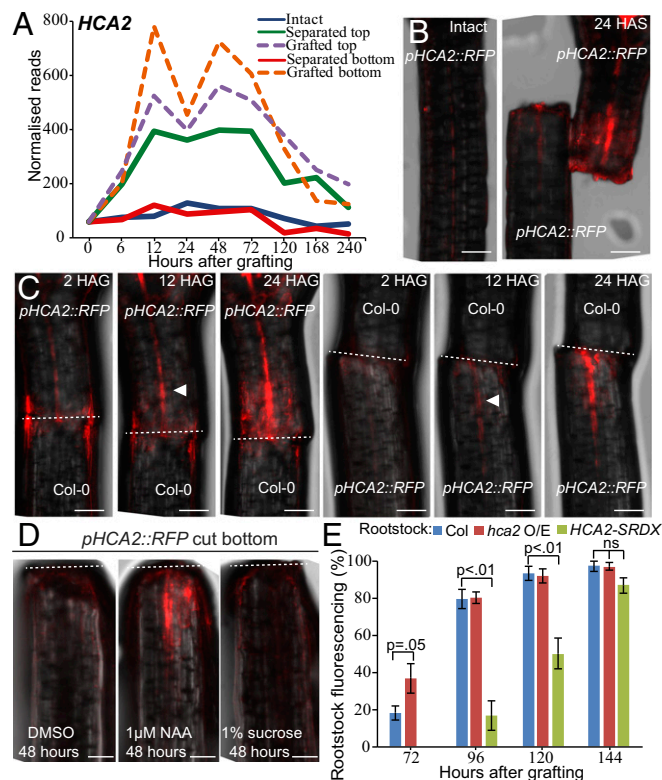 A
HCA2
Normalised reads
800
600
400
200
0
0 6 12 24 48 72 120 168 240
Hours after grafting
Intact
Separated top
Grafted top
Separated bottom
Grafted bottom
B
Intact
pHCA2::RFP
24 HAS
pHCA2::RFP
pHCA2::RFP
C
2 HAG
pHCA2::RFP
Col-0
12 HAG
pHCA2::RFP
Col-0
24 HAG
pHCA2::RFP
Col-0
2 HAG
Col-0
pHCA2::RFP
12 HAG
Col-0
pHCA2::RFP
24 HAG
Col-0
pHCA2::RFP
D
pHCA2::RFP cut bottom
DMSO
48 hours
1μM NAA
48 hours
1% sucrose
48 hours
E
Rootstock: Col hca2 O/E HCA2-SRDX
Rootstock fluorescencing (%)
100
80
60
40
20
0
p=.05
p<.01
p<.01
ns
72 96 120 144
Hours after grafting